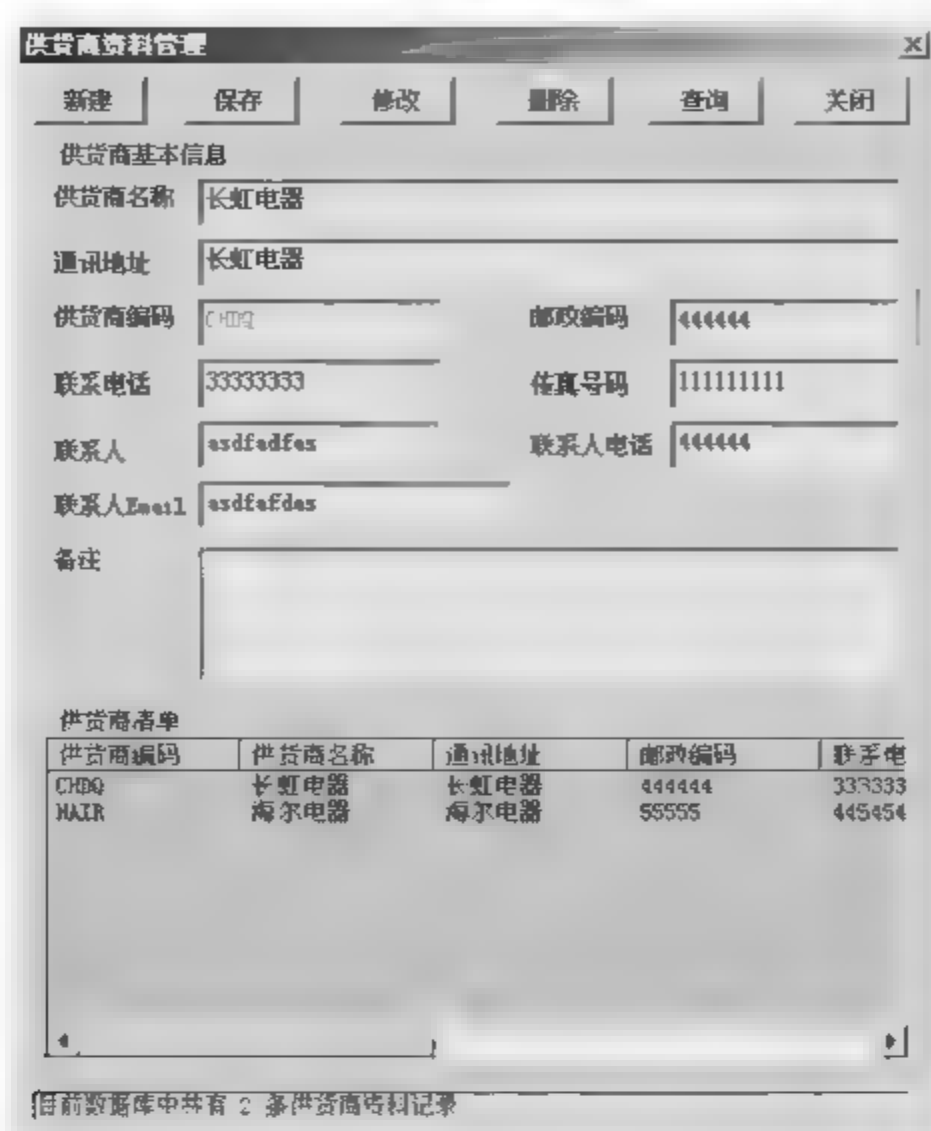 供货商资料管理
新建 保存 修改 删除 查询 关闭
供货商基本信息
供货商名称 长虹电器
通讯地址 长虹电器
供货商编码 CHDQ 邮政编码 444444
联系电话 33333333 传真号码 111111111
联系人 asdfadfas 联系人电话 444444
联系人Email asdfafdas
备注
供货商清单
供货商编码 供货商名称 通讯地址 邮政编码 联系电
CHDQ 长虹电器 长虹电器 444444 333333
HAIR 海尔电器 海尔电器 55555 445454
目前数据库中共有 2 条供货商资料记录